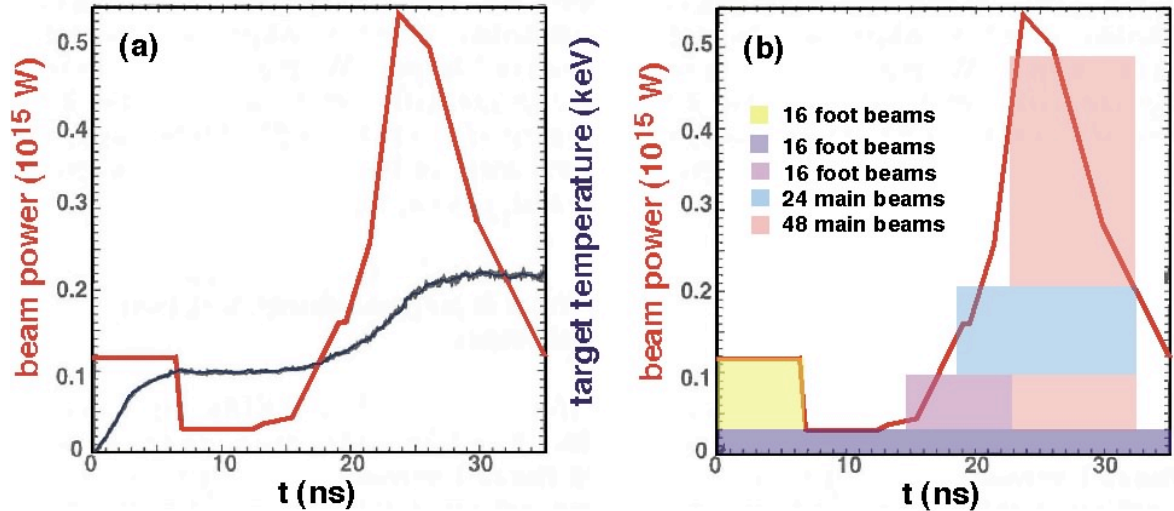 (a)
beam power (10¹⁵ W)
0.5
0.4
0.3
0.2
0.1
0
0
10
20
30
t (ns)
target temperature (keV)
(b)
16 foot beams
16 foot beams
16 foot beams
24 main beams
48 main beams
beam power (10¹⁵ W)
0.5
0.4
0.3
0.2
0.1
0
0
10
20
30
t (ns)